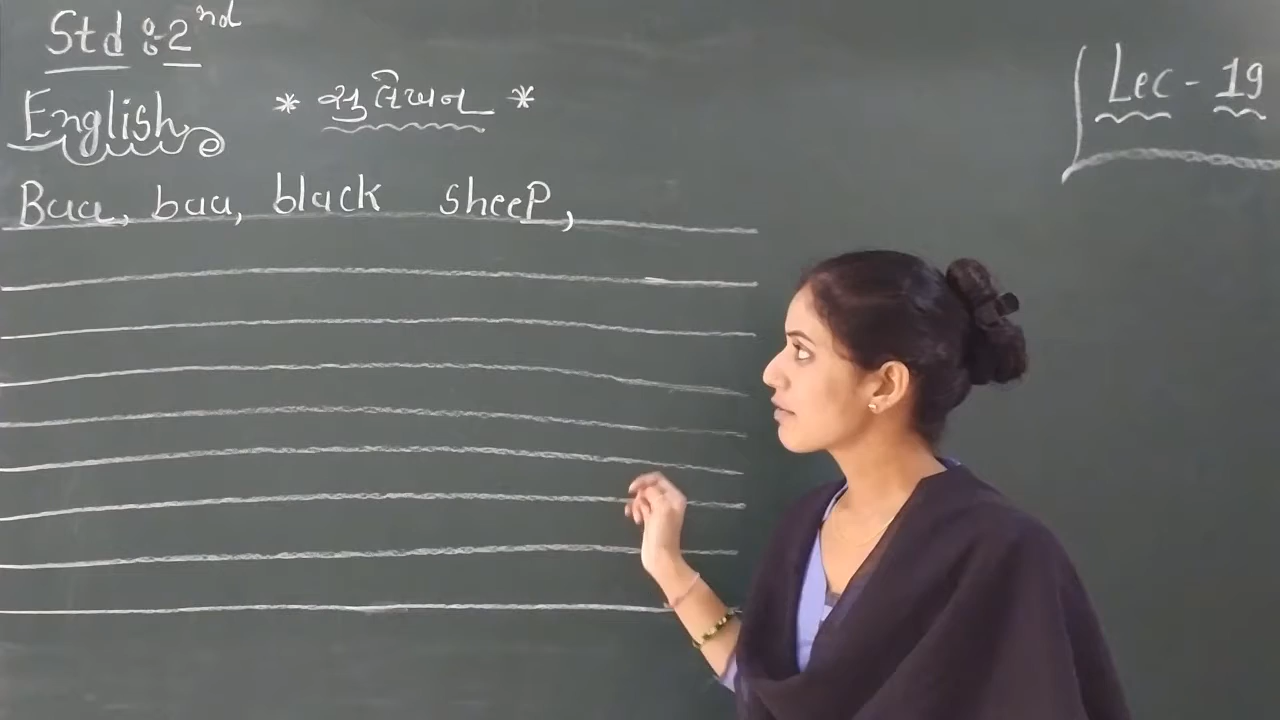 Std : 2nd
Lec - 19
English
* સુલેખન *
Baa, baa, black sheeP,